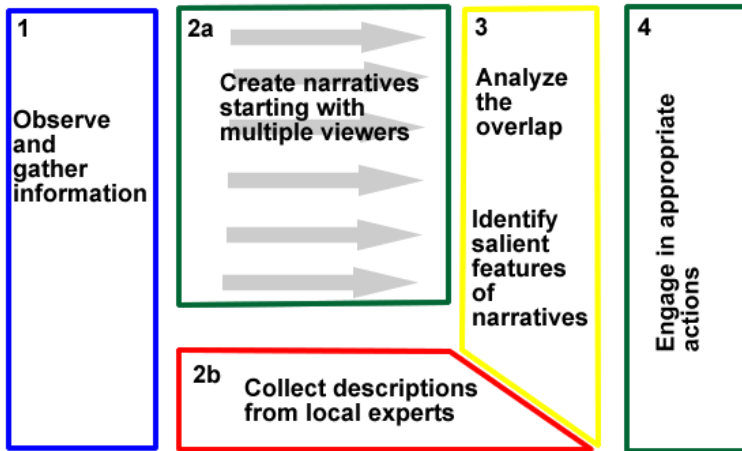 1
Observe
and
gather
information
2a
Create narratives
starting with
multiple viewers
2b
Collect descriptions
from local experts
3
Analyze
the
overlap
Identify
salient
features
of
narratives
4
Engage in appropriate
actions